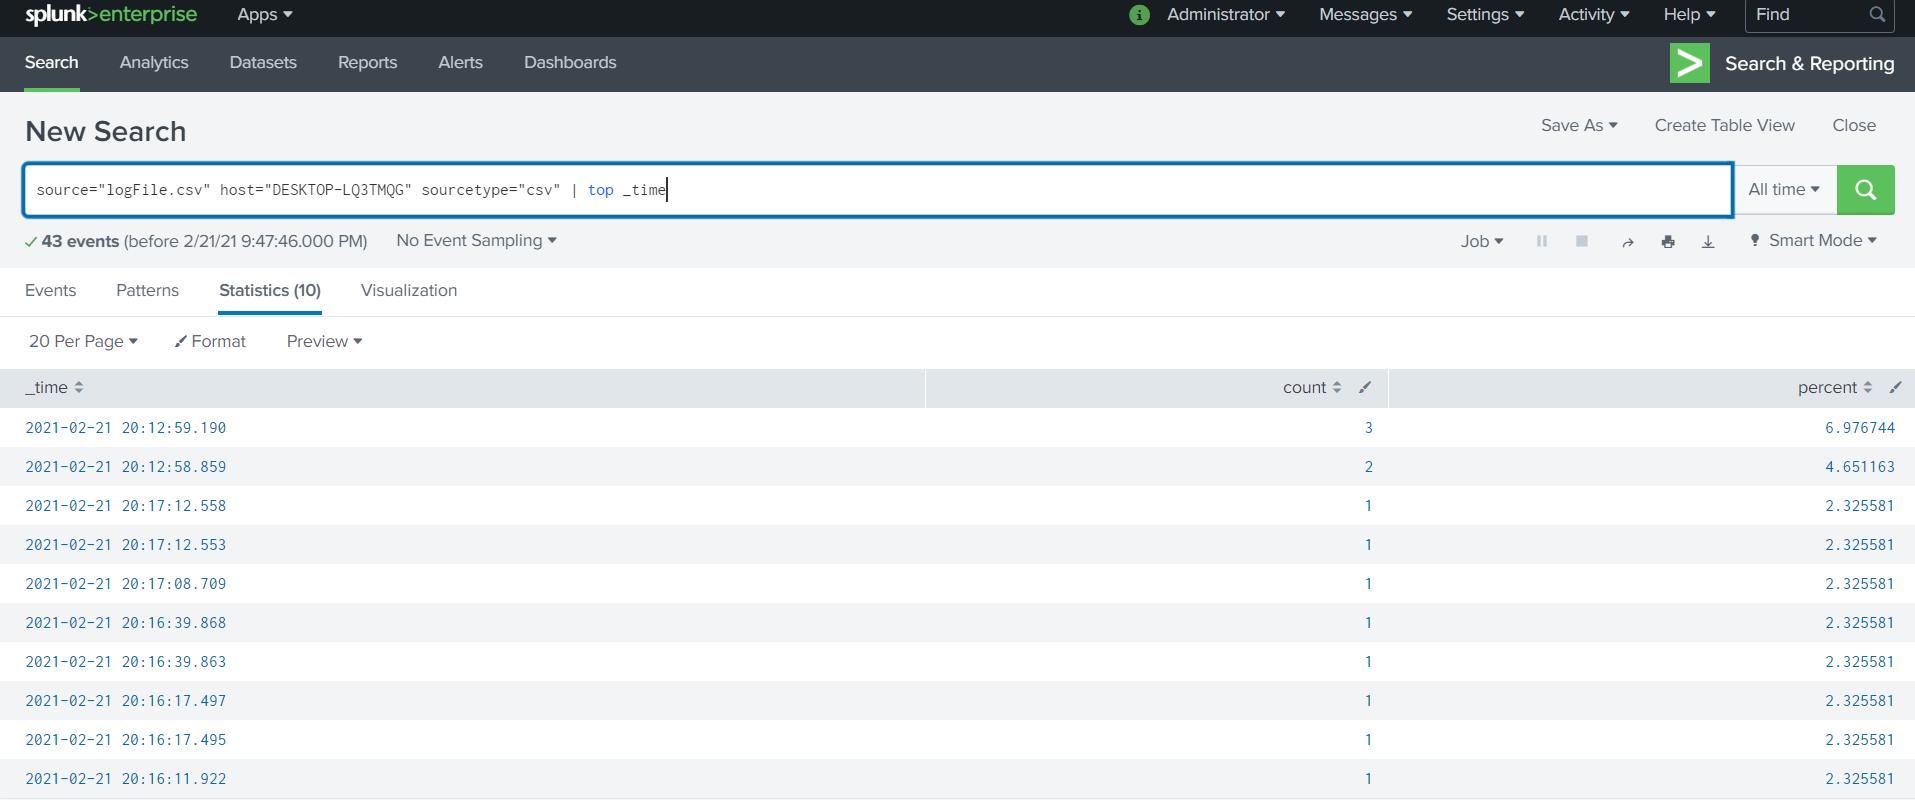 splunk>enterprise Apps Administrator Messages Settings Activity Help Find
Search Analytics Datasets Reports Alerts Dashboards Search & Reporting
New Search Save As Create Table View Close
source="logFile.csv" host="DESKTOP-LQ3TMQG" sourcetype="csv" | top _time All time
43 events (before 2/21/21 9:47:46.000 PM) No Event Sampling Job Smart Mode
Events Patterns Statistics (10) Visualization
20 Per Page Format Preview
_time count percent
2021-02-21 20:12:59.190 3 6.976744
2021-02-21 20:12:58.859 2 4.651163
2021-02-21 20:17:12.558 1 2.325581
2021-02-21 20:17:12.553 1 2.325581
2021-02-21 20:17:08.709 1 2.325581
2021-02-21 20:16:39.868 1 2.325581
2021-02-21 20:16:39.863 1 2.325581
2021-02-21 20:16:17.497 1 2.325581
2021-02-21 20:16:17.495 1 2.325581
2021-02-21 20:16:11.922 1 2.325581